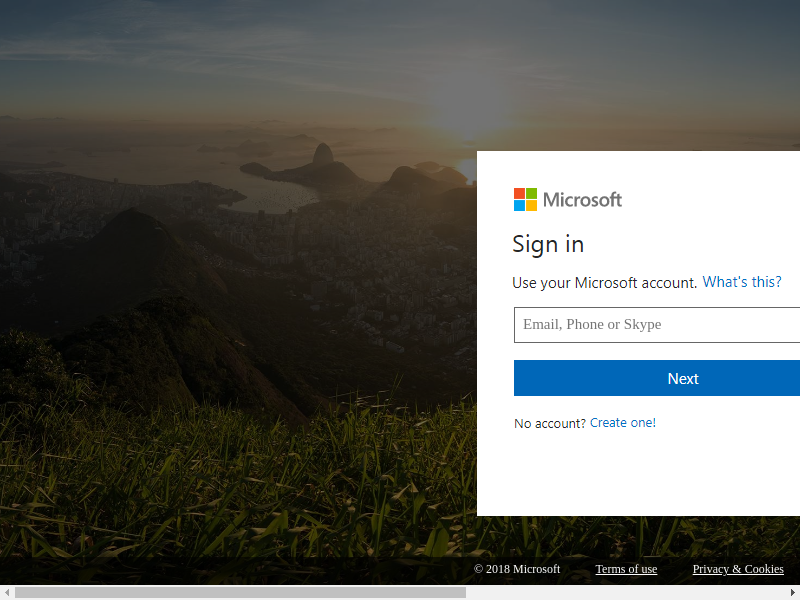 Microsoft
Sign in
Use your Microsoft account. What's this?
Email, Phone or Skype
Next
No account? Create one!
© 2018 Microsoft Terms of use Privacy & Cookies